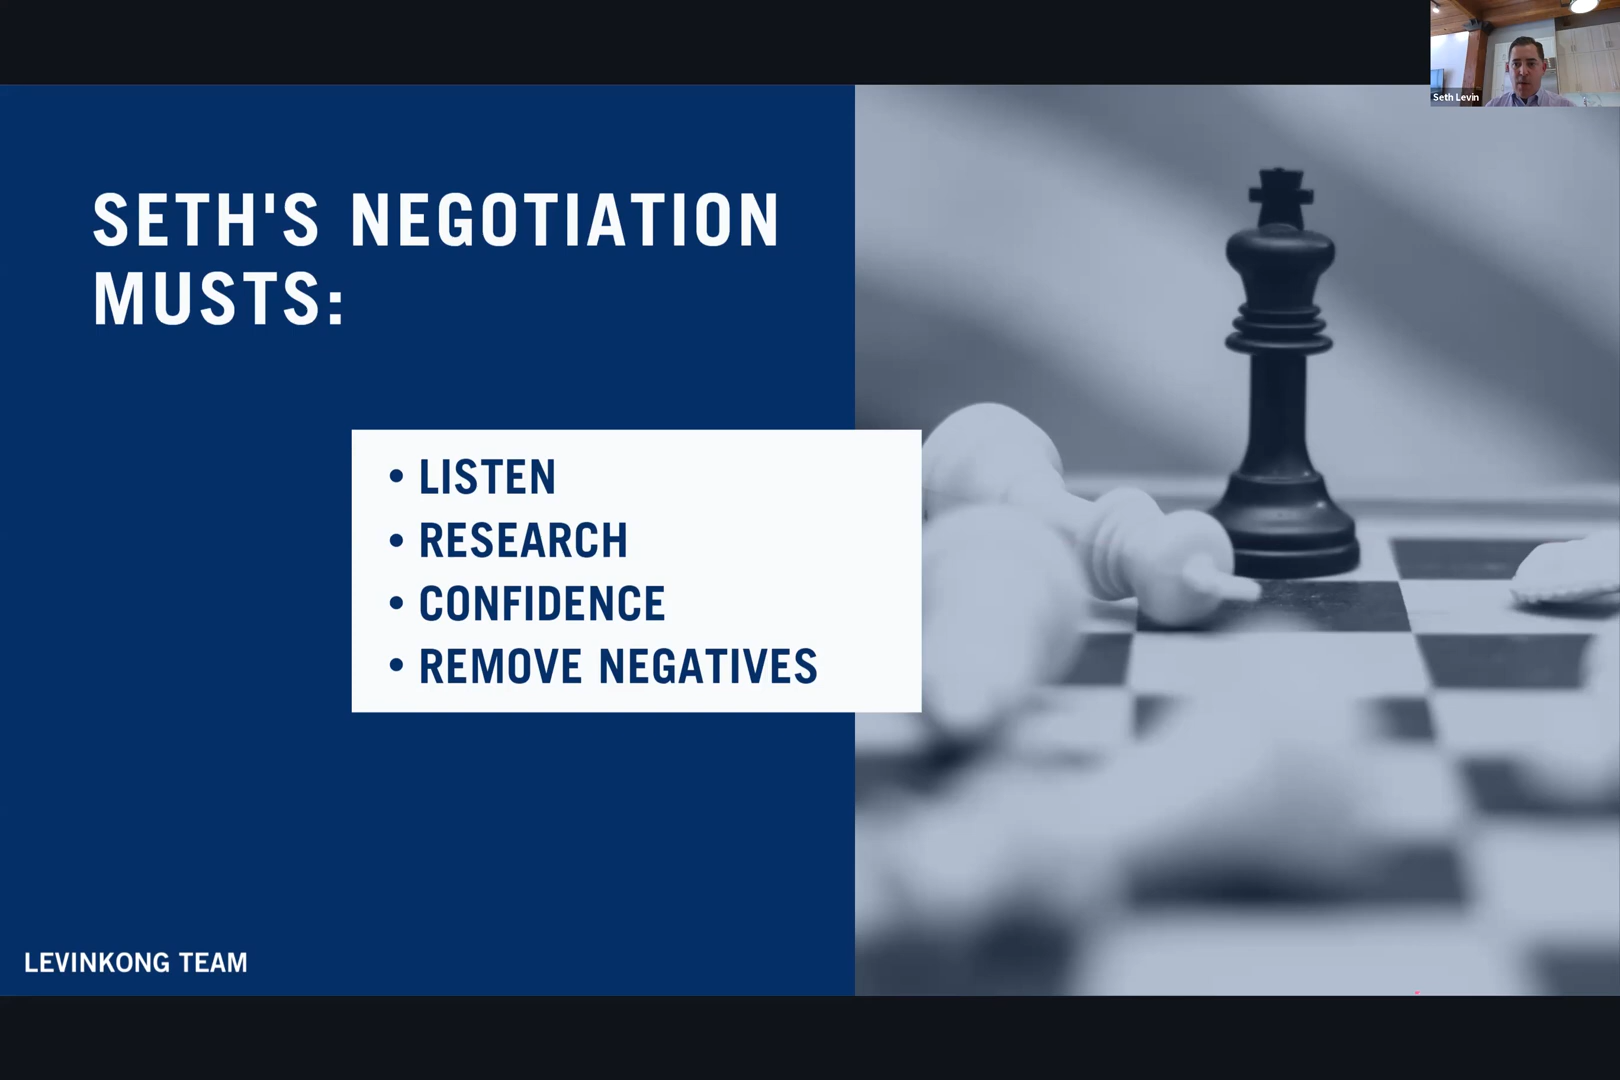 Seth Levin
SETH'S NEGOTIATION
MUSTS:
• LISTEN
• RESEARCH
• CONFIDENCE
• REMOVE NEGATIVES
LEVINKONG TEAM